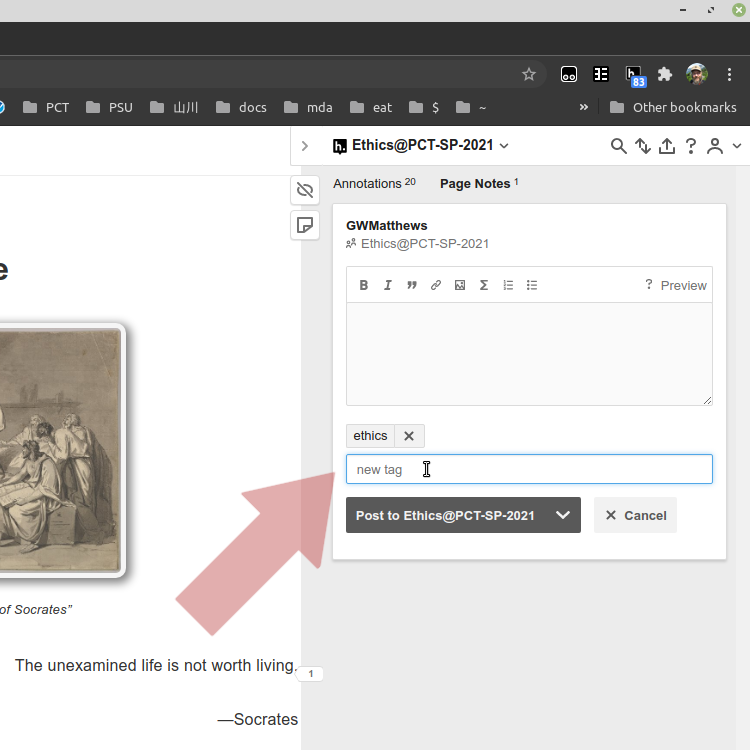 83
PCT PSU 山川 docs mda eat $ ~ » Other bookmarks
h. Ethics@PCT-SP-2021
Annotations 20 Page Notes 1
GWMatthews
Ethics@PCT-SP-2021
B I ❞ Σ ? Preview
ethics ✕
new tag
Post to Ethics@PCT-SP-2021 ✕ Cancel
e
of Socrates”
The unexamined life is not worth living.
1
—Socrates